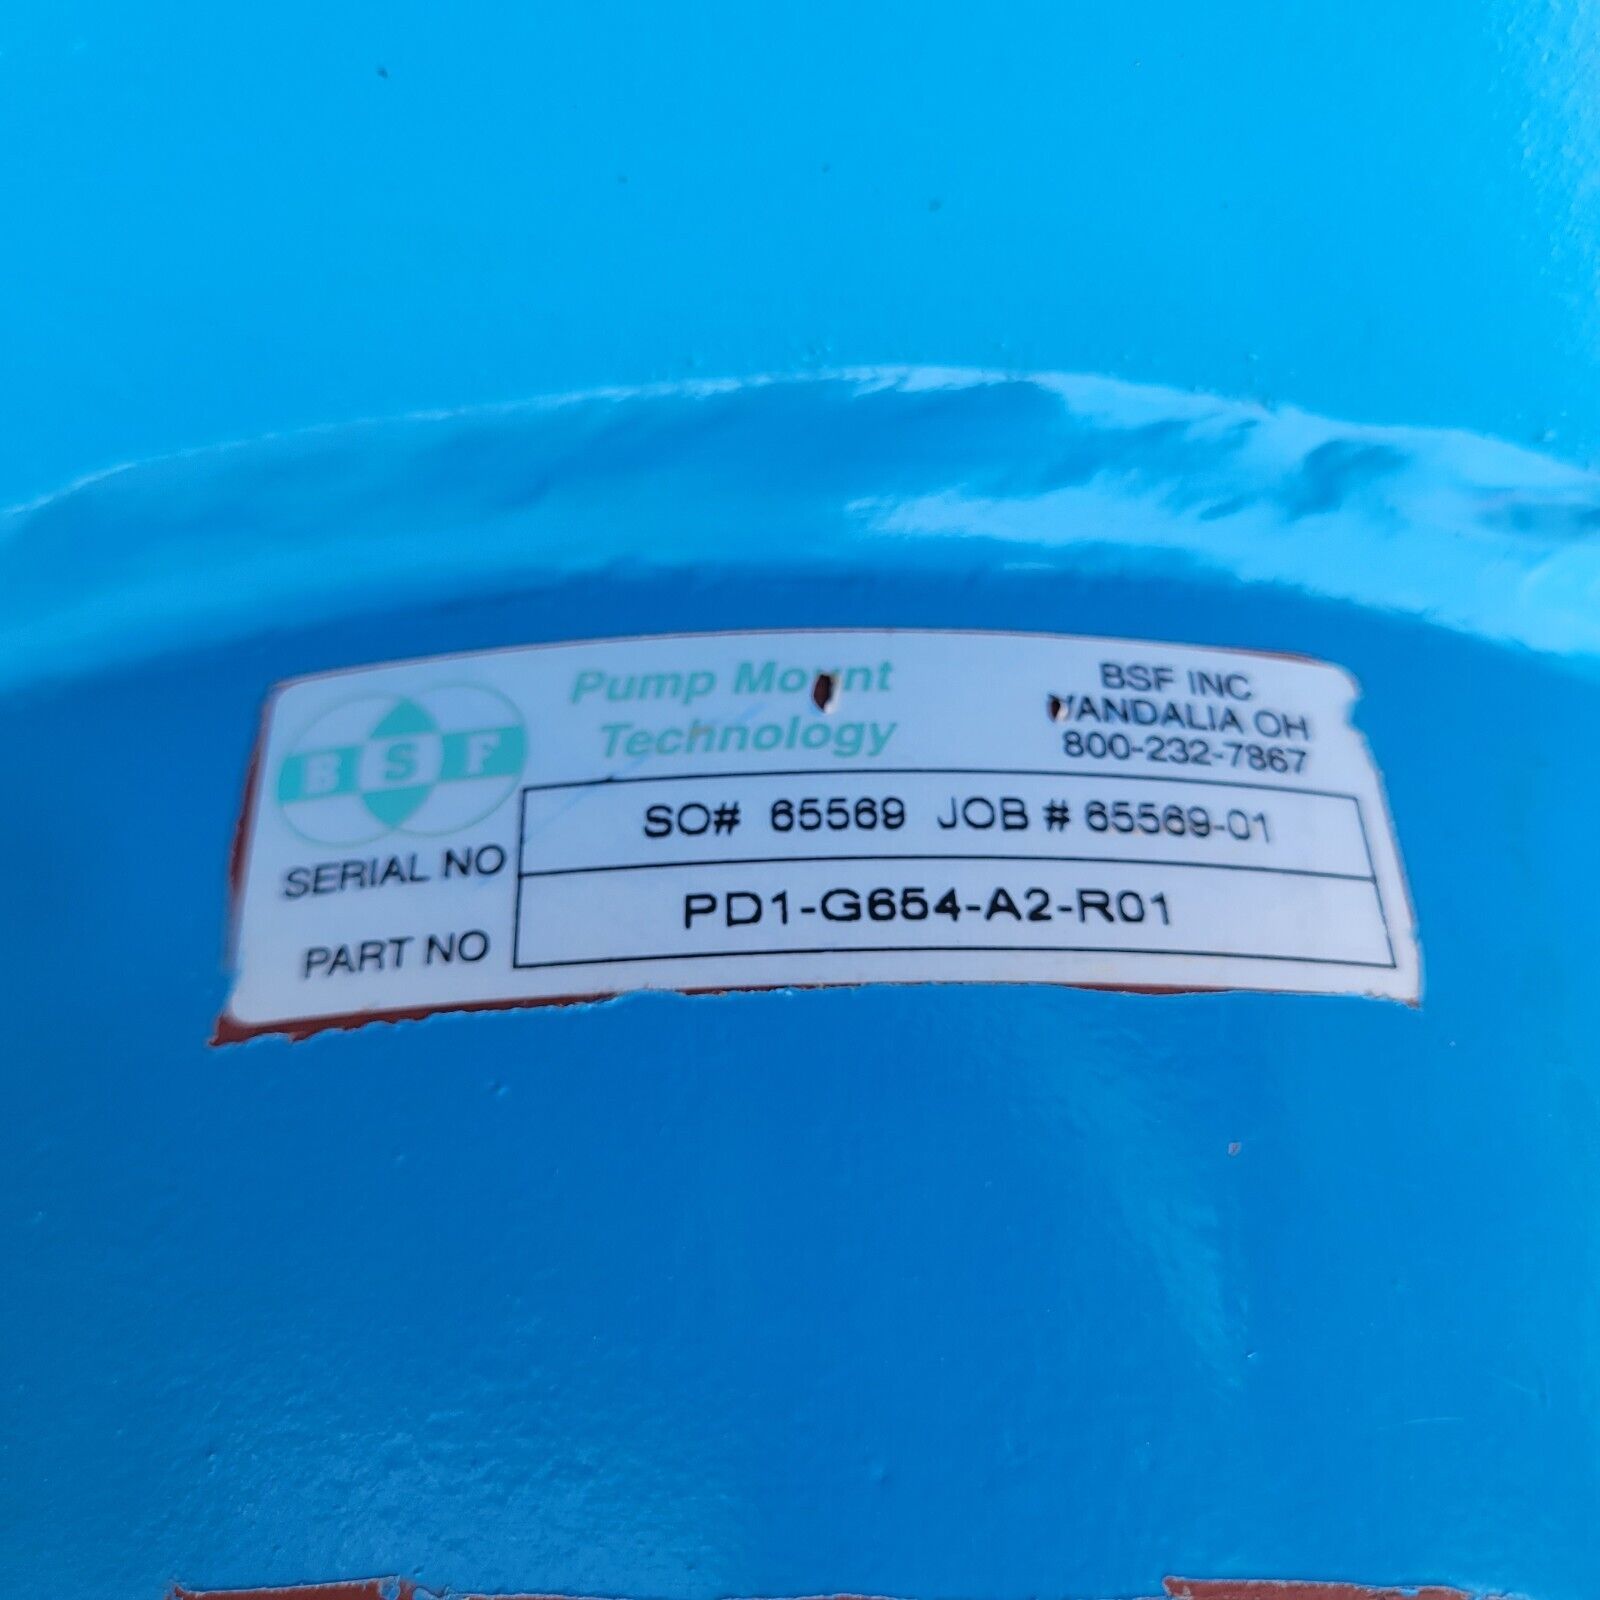 BSF
Pump Mount
Technology
BSF INC
VANDALIA OH
800-232-7867
SERIAL NO
SO# 65569 JOB # 65569-01
PART NO
PD1-G654-A2-R01